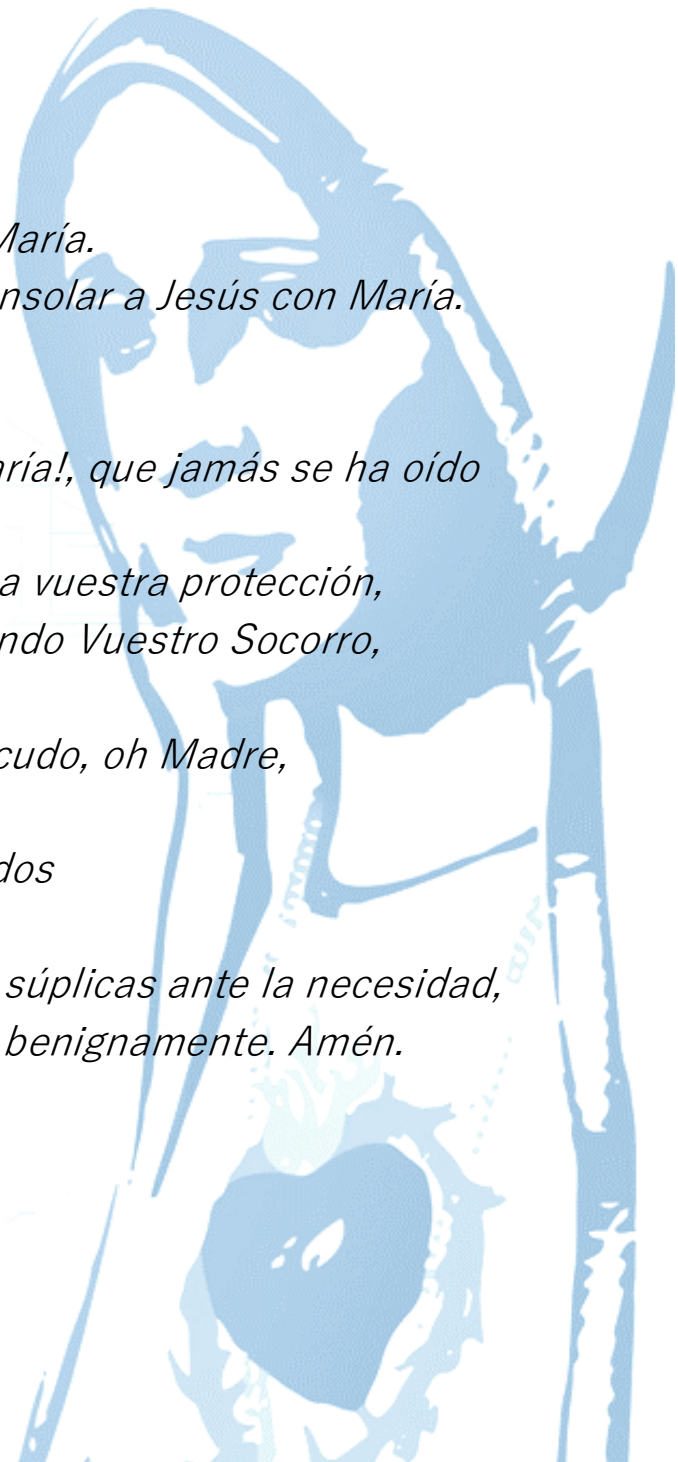 María.
nsolar a Jesús con María.
ría!, que jamás se ha oído
a vuestra protección,
ndo Vuestro Socorro,
cudo, oh Madre,
dos
súplicas ante la necesidad,
benignamente. Amén.